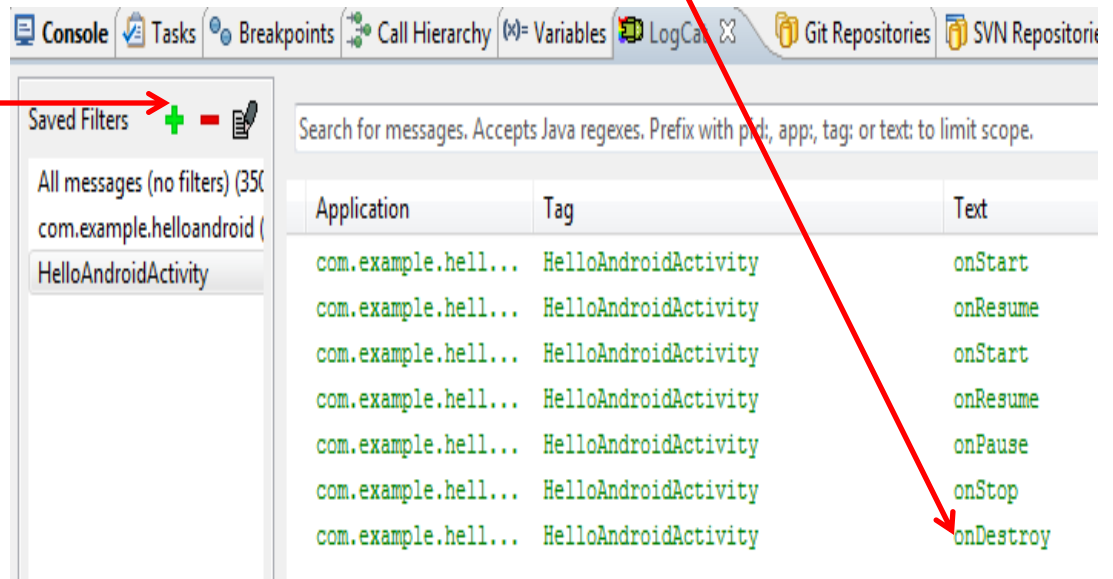 Console Tasks Breakpoints Call Hierarchy (x)= Variables LogCat Git Repositories SVN Repositorie
Saved Filters
Search for messages. Accepts Java regexes. Prefix with pid:, app:, tag: or text: to limit scope.
All messages (no filters) (350
com.example.helloandroid (
HelloAndroidActivity
Application Tag Text
com.example.hell... HelloAndroidActivity onStart
com.example.hell... HelloAndroidActivity onResume
com.example.hell... HelloAndroidActivity onStart
com.example.hell... HelloAndroidActivity onResume
com.example.hell... HelloAndroidActivity onPause
com.example.hell... HelloAndroidActivity onStop
com.example.hell... HelloAndroidActivity onDestroy